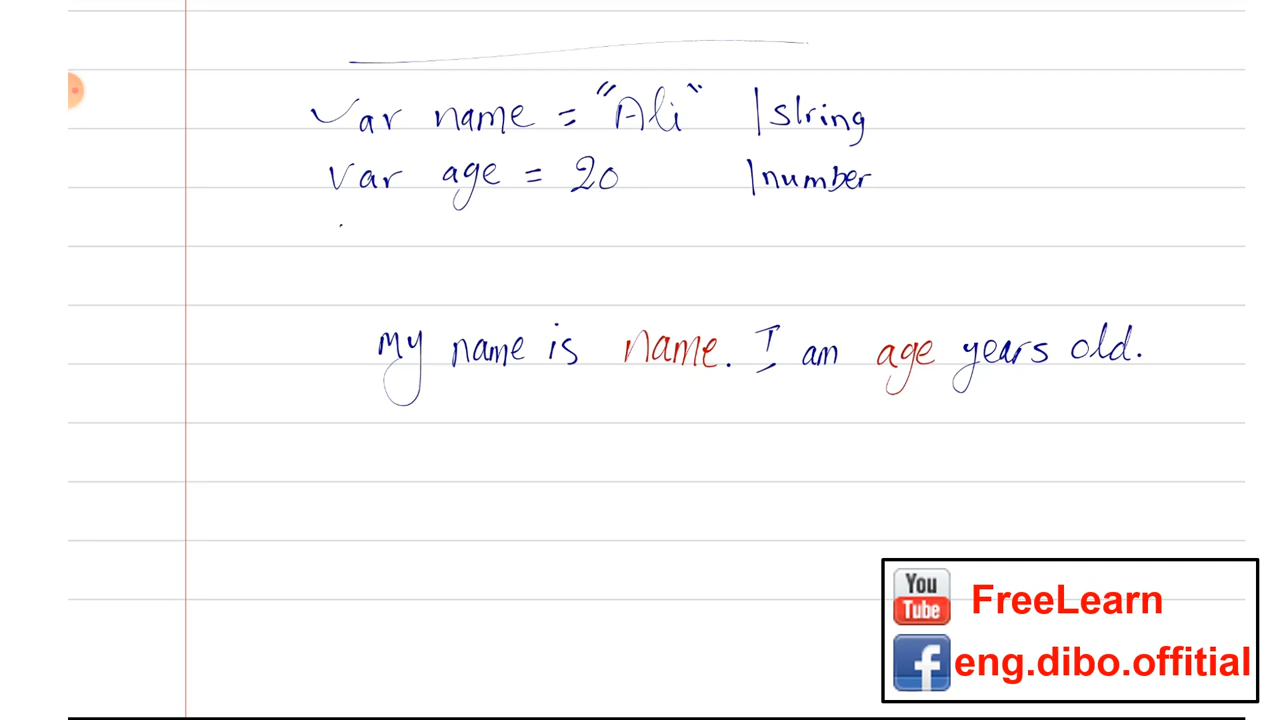 Var name = "Ali" | string
var age = 20 | number
my name is name. I am age years old.
You
Tube
FreeLearn
f
eng.dibo.offitial